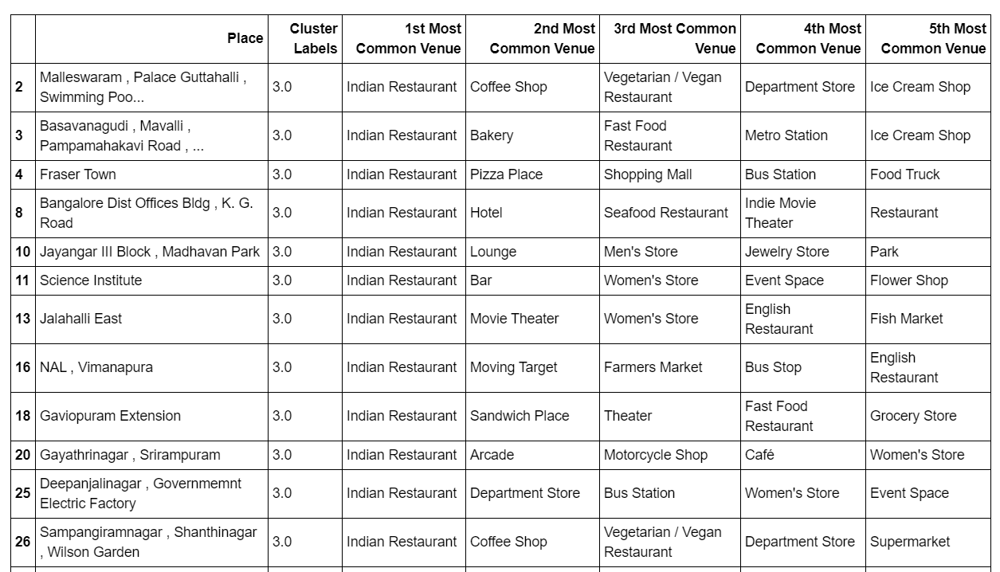 Place Cluster Labels 1st Most Common Venue 2nd Most Common Venue 3rd Most Common Venue 4th Most Common Venue 5th Most Common Venue
2 Malleswaram , Palace Guttahalli , Swimming Poo... 3.0 Indian Restaurant Coffee Shop Vegetarian / Vegan Restaurant Department Store Ice Cream Shop
3 Basavanagudi , Mavalli , Pampamahakavi Road , ... 3.0 Indian Restaurant Bakery Fast Food Restaurant Metro Station Ice Cream Shop
4 Fraser Town 3.0 Indian Restaurant Pizza Place Shopping Mall Bus Station Food Truck
8 Bangalore Dist Offices Bldg , K. G. Road 3.0 Indian Restaurant Hotel Seafood Restaurant Indie Movie Theater Restaurant
10 Jayangar III Block , Madhavan Park 3.0 Indian Restaurant Lounge Men's Store Jewelry Store Park
11 Science Institute 3.0 Indian Restaurant Bar Women's Store Event Space Flower Shop
13 Jalahalli East 3.0 Indian Restaurant Movie Theater Women's Store English Restaurant Fish Market
16 NAL , Vimanapura 3.0 Indian Restaurant Moving Target Farmers Market Bus Stop English Restaurant
18 Gaviopuram Extension 3.0 Indian Restaurant Sandwich Place Theater Fast Food Restaurant Grocery Store
20 Gayathrinagar , Srirampuram 3.0 Indian Restaurant Arcade Motorcycle Shop Café Women's Store
25 Deepanjalinagar , Governmemnt Electric Factory 3.0 Indian Restaurant Department Store Bus Station Women's Store Event Space
26 Sampangiramnagar , Shanthinagar , Wilson Garden 3.0 Indian Restaurant Coffee Shop Vegetarian / Vegan Restaurant Department Store Supermarket